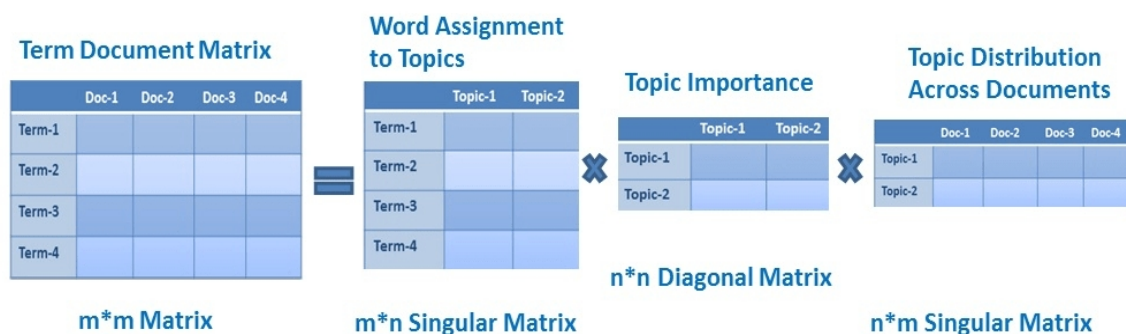 Term Document Matrix
Doc-1 Doc-2 Doc-3 Doc-4
Term-1
Term-2
Term-3
Term-4
m*m Matrix
=
Word Assignment
to Topics
Topic-1 Topic-2
Term-1
Term-2
Term-3
Term-4
m*n Singular Matrix
×
Topic Importance
Topic-1 Topic-2
Topic-1
Topic-2
n*n Diagonal Matrix
×
Topic Distribution
Across Documents
Doc-1 Doc-2 Doc-3 Doc-4
Topic-1
Topic-2
n*m Singular Matrix